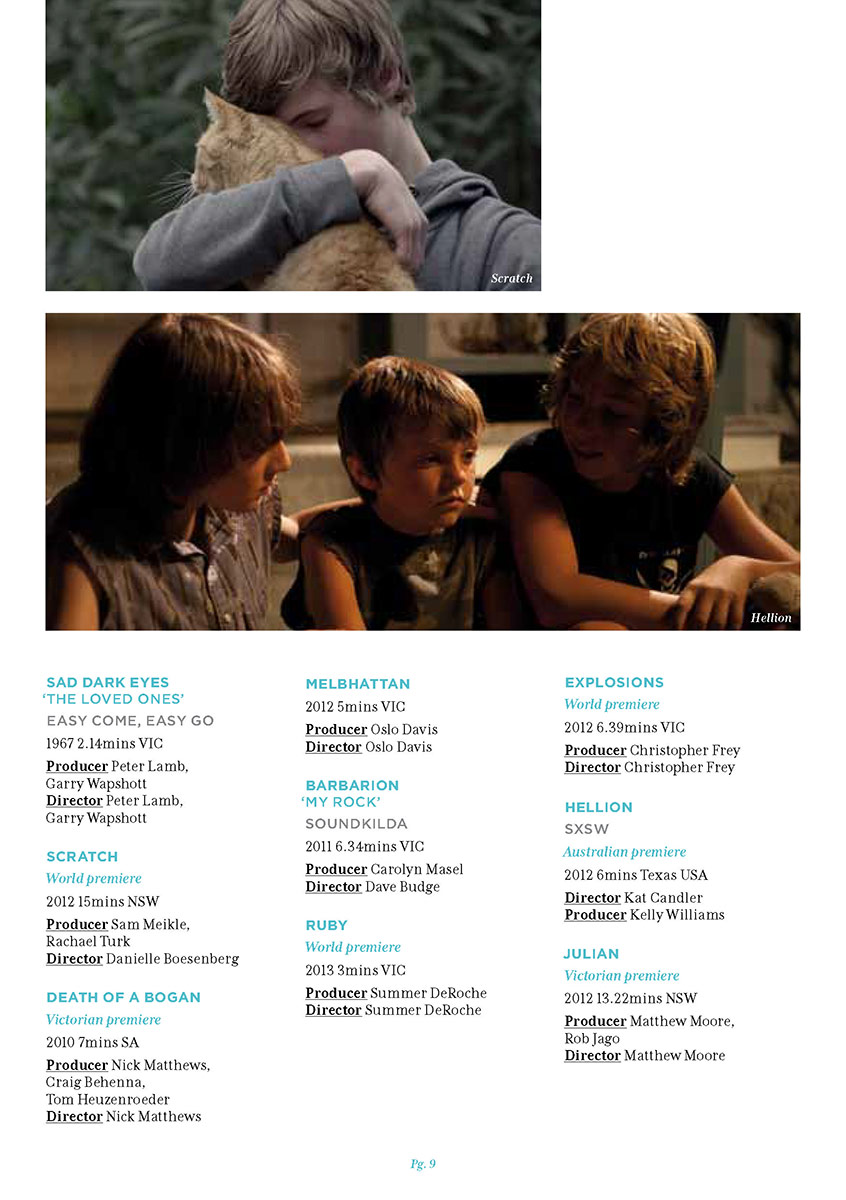 Scratch
Hellion
SAD DARK EYES
‘THE LOVED ONES’
EASY COME, EASY GO
1967 2.14mins VIC
Producer Peter Lamb,
Garry Wapshott
Director Peter Lamb,
Garry Wapshott
SCRATCH
World premiere
2012 15mins NSW
Producer Sam Meikle,
Rachael Turk
Director Danielle Boesenberg
DEATH OF A BOGAN
Victorian premiere
2010 7mins SA
Producer Nick Matthews,
Craig Behenna,
Tom Heuzenroeder
Director Nick Matthews
MELBHATTAN
2012 5mins VIC
Producer Oslo Davis
Director Oslo Davis
BARBARION
‘MY ROCK’
SOUNDKILDA
2011 6.34mins VIC
Producer Carolyn Masel
Director Dave Budge
RUBY
World premiere
2013 3mins VIC
Producer Summer DeRoche
Director Summer DeRoche
EXPLOSIONS
World premiere
2012 6.39mins VIC
Producer Christopher Frey
Director Christopher Frey
HELLION
SXSW
Australian premiere
2012 6mins Texas USA
Director Kat Candler
Producer Kelly Williams
JULIAN
Victorian premiere
2012 13.22mins NSW
Producer Matthew Moore,
Rob Jago
Director Matthew Moore
Pg. 9